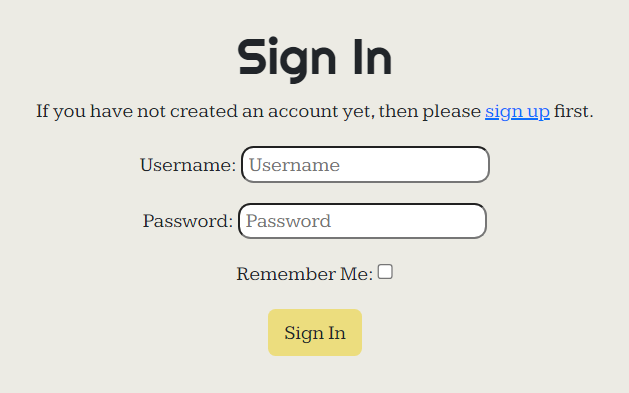 Sign In
If you have not created an account yet, then please sign up first.
Username: Username
Password: Password
Remember Me:
Sign In